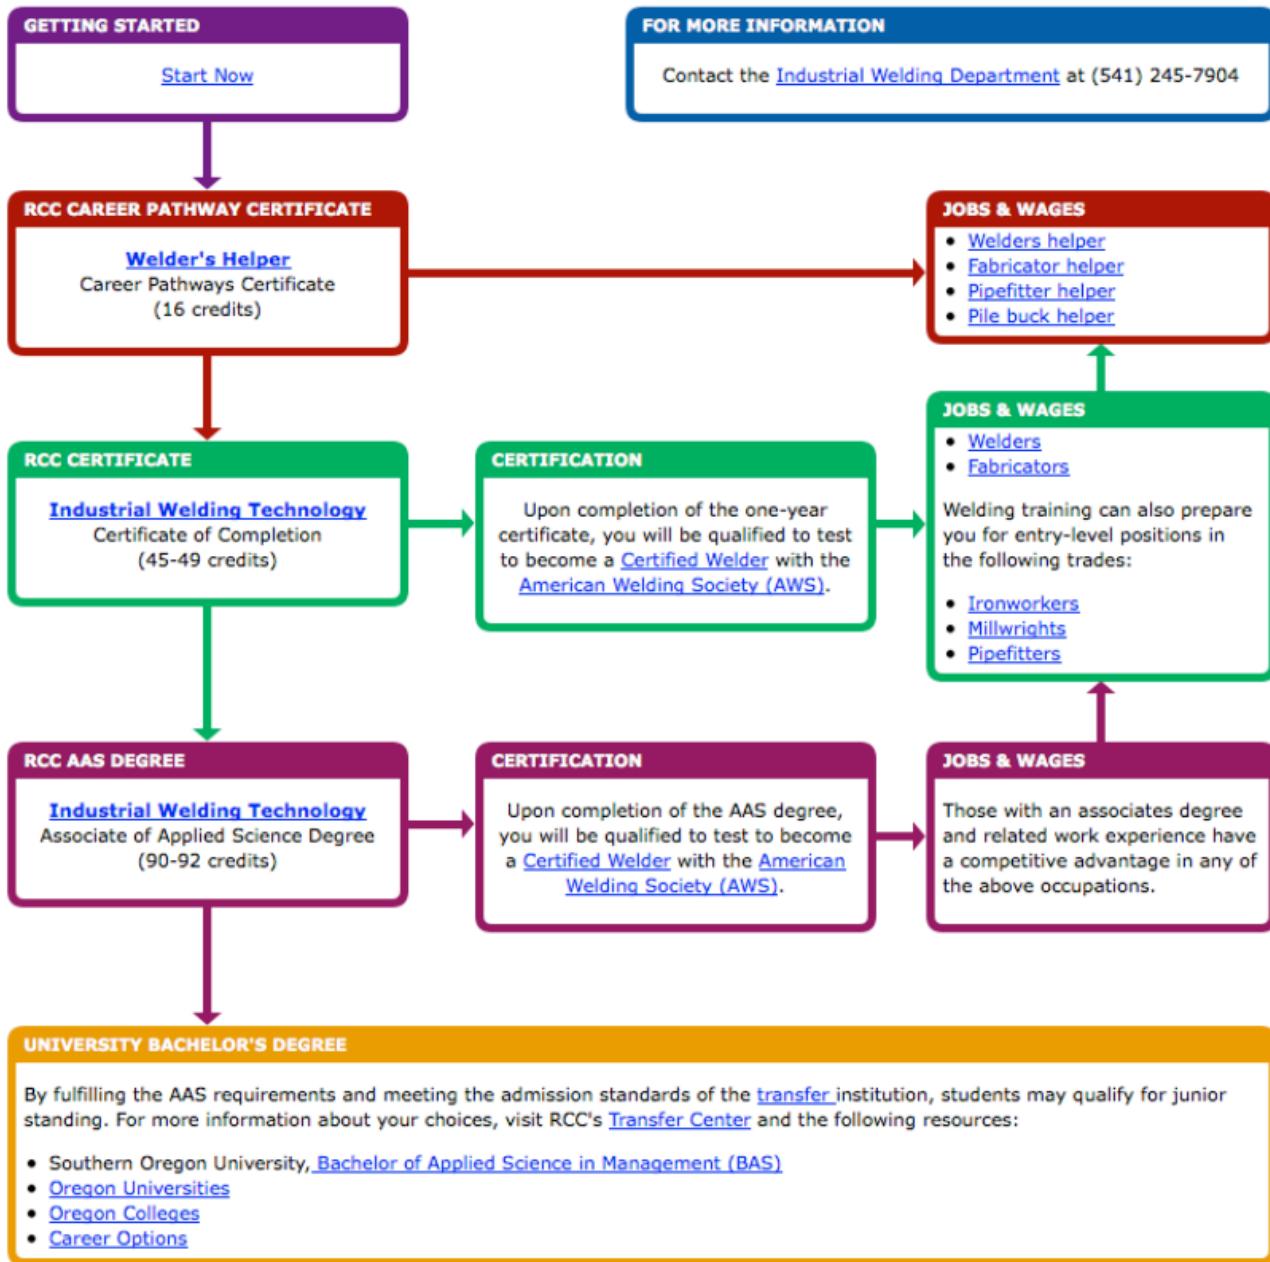 GETTING STARTED
Start Now
FOR MORE INFORMATION
Contact the Industrial Welding Department at (541) 245-7904
RCC CAREER PATHWAY CERTIFICATE
Welder's Helper
Career Pathways Certificate
(16 credits)
JOBS & WAGES
• Welders helper
• Fabricator helper
• Pipefitter helper
• Pile buck helper
RCC CERTIFICATE
Industrial Welding Technology
Certificate of Completion
(45-49 credits)
CERTIFICATION
Upon completion of the one-year
certificate, you will be qualified to test
to become a Certified Welder with the
American Welding Society (AWS).
JOBS & WAGES
• Welders
• Fabricators
Welding training can also prepare
you for entry-level positions in
the following trades:
• Ironworkers
• Millwrights
• Pipefitters
RCC AAS DEGREE
Industrial Welding Technology
Associate of Applied Science Degree
(90-92 credits)
CERTIFICATION
Upon completion of the AAS degree,
you will be qualified to test to become
a Certified Welder with the American
Welding Society (AWS).
JOBS & WAGES
Those with an associates degree
and related work experience have
a competitive advantage in any of
the above occupations.
UNIVERSITY BACHELOR'S DEGREE
By fulfilling the AAS requirements and meeting the admission standards of the transfer institution, students may qualify for junior
standing. For more information about your choices, visit RCC's Transfer Center and the following resources:
• Southern Oregon University, Bachelor of Applied Science in Management (BAS)
• Oregon Universities
• Oregon Colleges
• Career Options